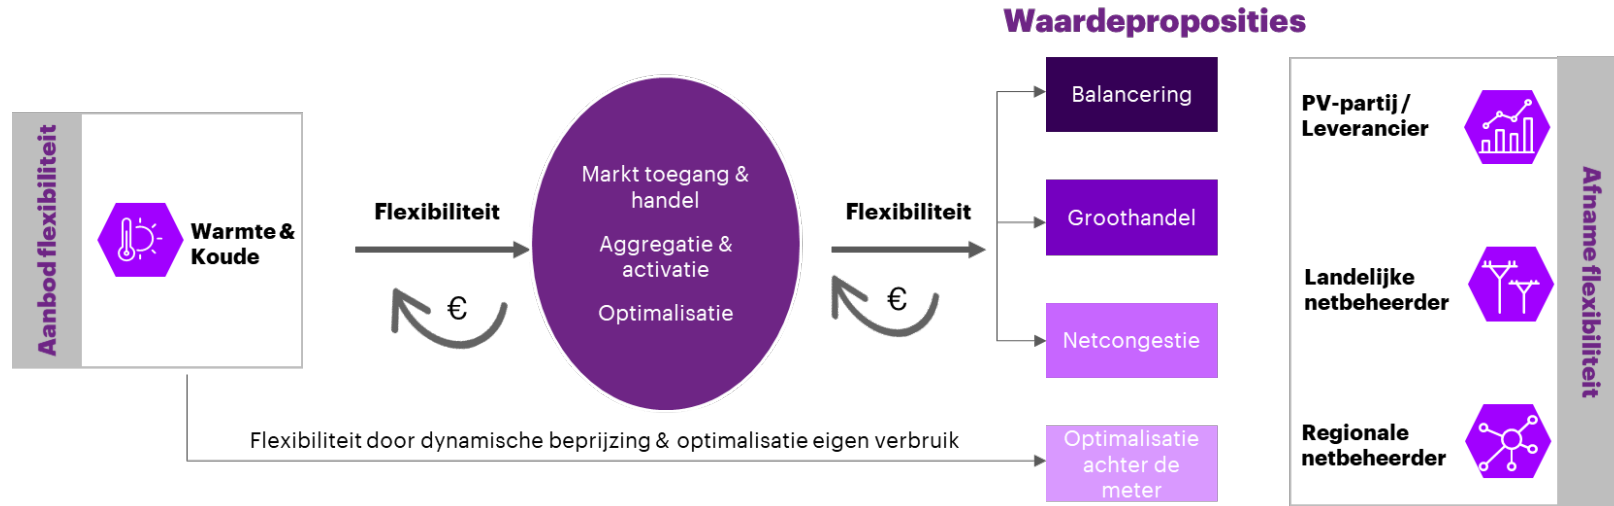 Waardeproposities
Aanbod flexibiliteit
Warmte &
Koude
Flexibiliteit
€
Markt toegang &
handel
Aggregatie &
activatie
Optimalisatie
Flexibiliteit
€
Balancering
Groothandel
Netcongestie
Flexibiliteit door dynamische beprijzing & optimalisatie eigen verbruik
Optimalisatie
achter de
meter
PV-partij /
Leverancier
Landelijke
netbeheerder
Regionale
netbeheerder
Afname flexibiliteit